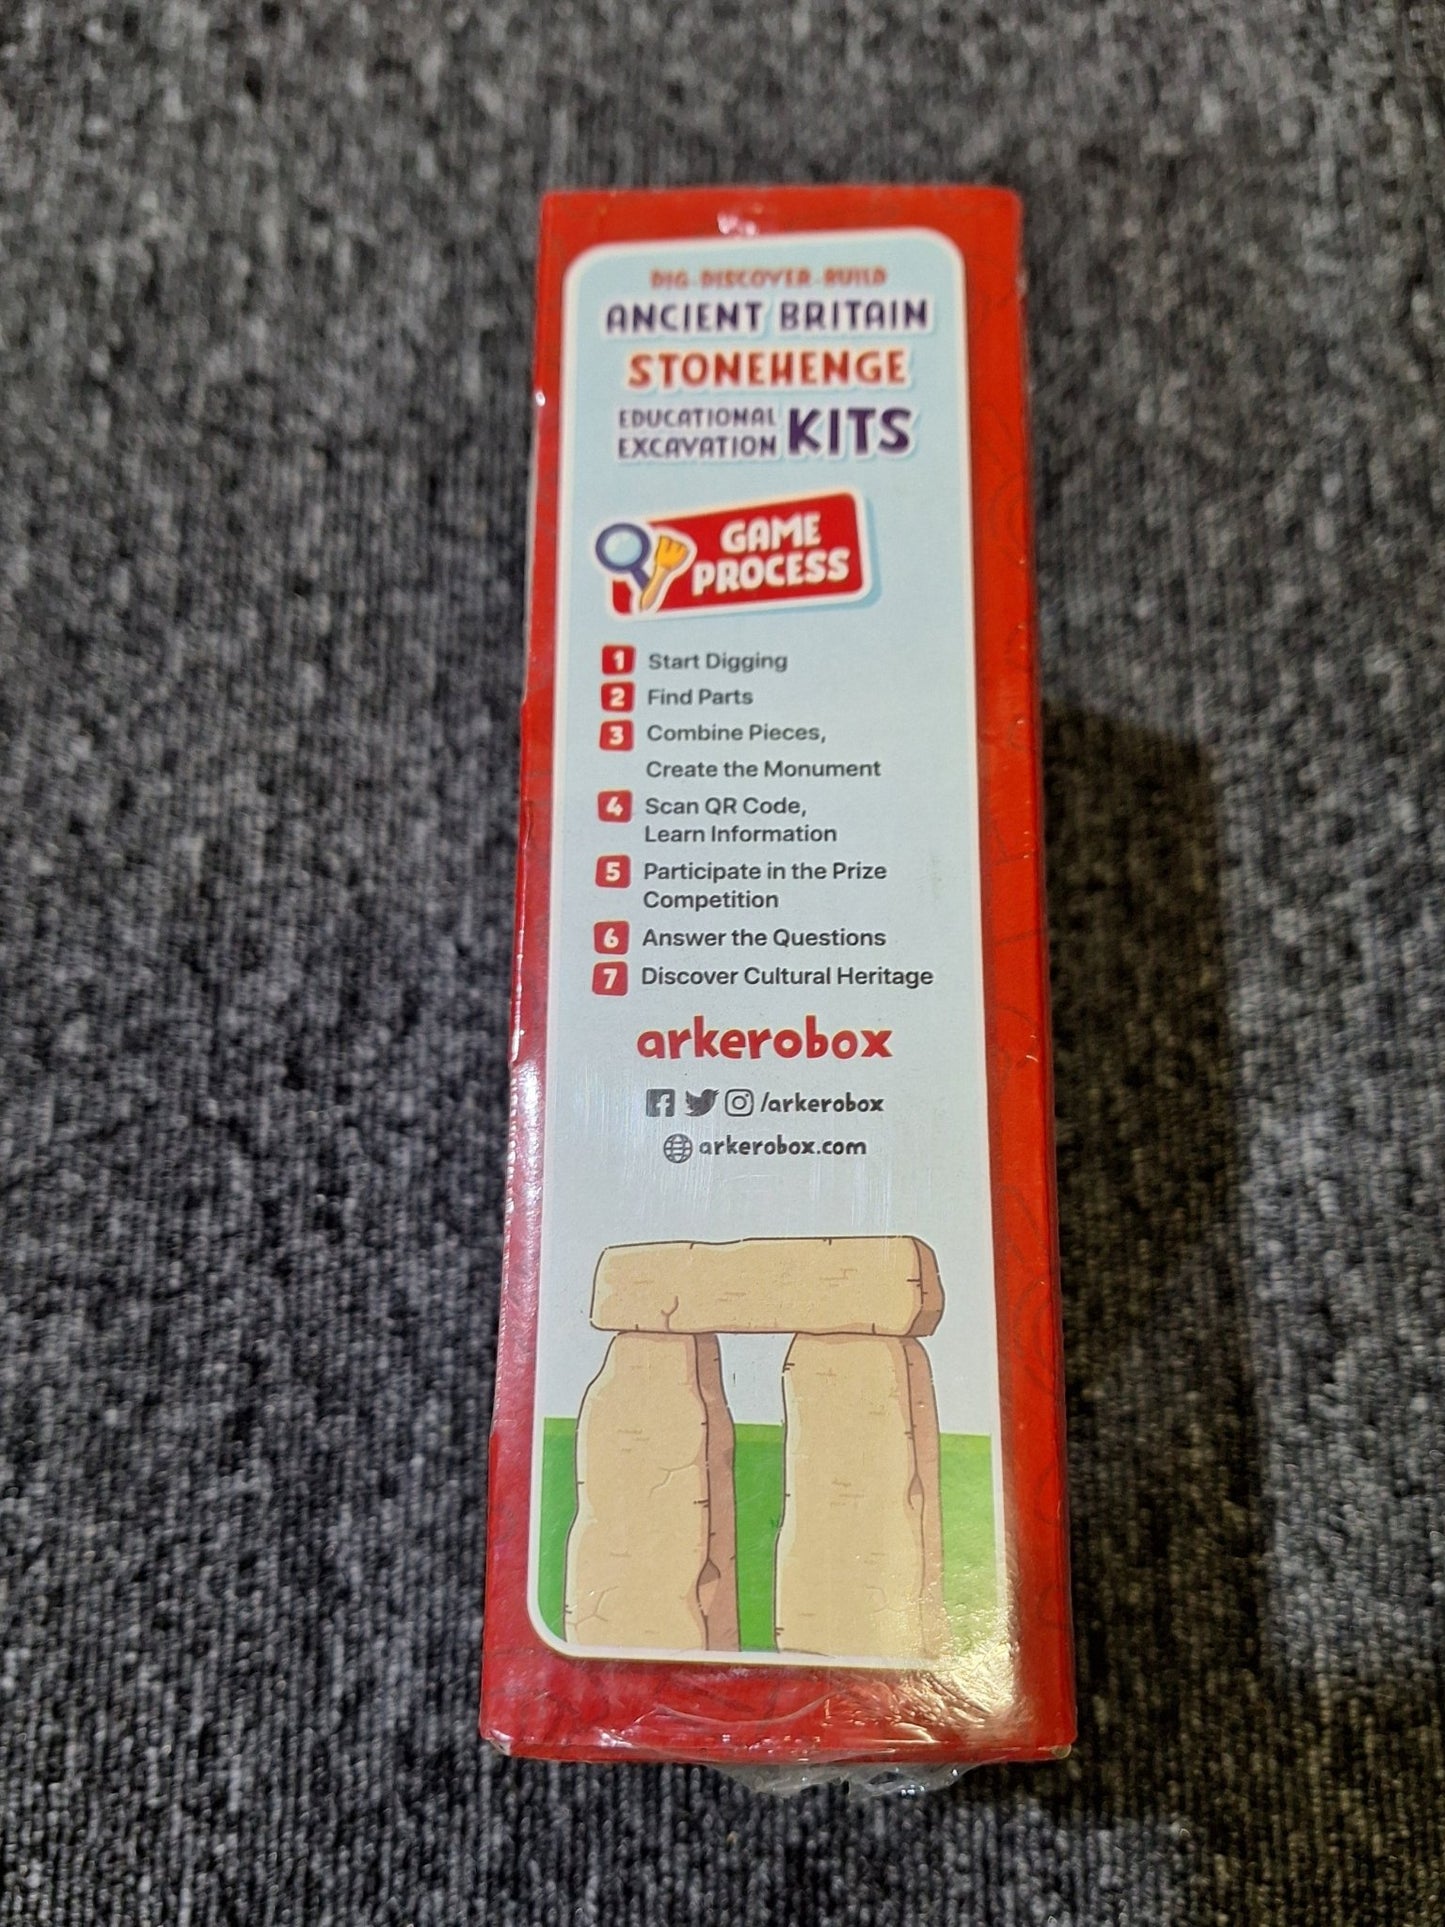 DIG-DISCOVER-BUILD
ANCIENT BRITAIN
STONEHENGE
EDUCATIONAL
EXCAVATION KITS
GAME
PROCESS
1 Start Digging
2 Find Parts
3 Combine Pieces,
Create the Monument
4 Scan QR Code,
Learn Information
5 Participate in the Prize
Competition
6 Answer the Questions
7 Discover Cultural Heritage
arkerobox
/arkerobox
arkerobox.com